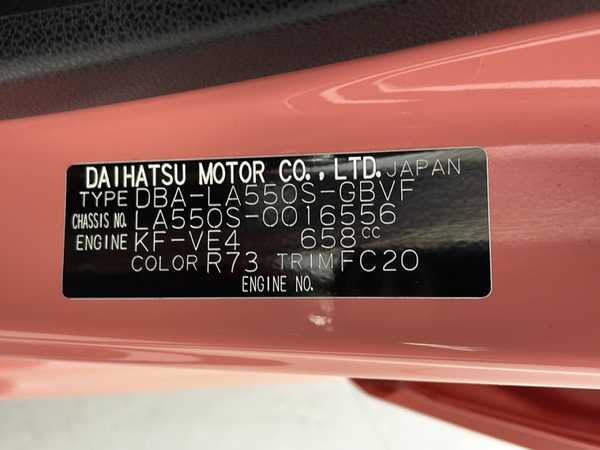 DAIHATSU MOTOR CO., LTD. JAPAN
TYPE DBA-LA550S-GBVF
CHASSIS NO. LA550S-0016556
ENGINE KF-VE4 658cc
COLOR R73 TRIM FC20
ENGINE NO.